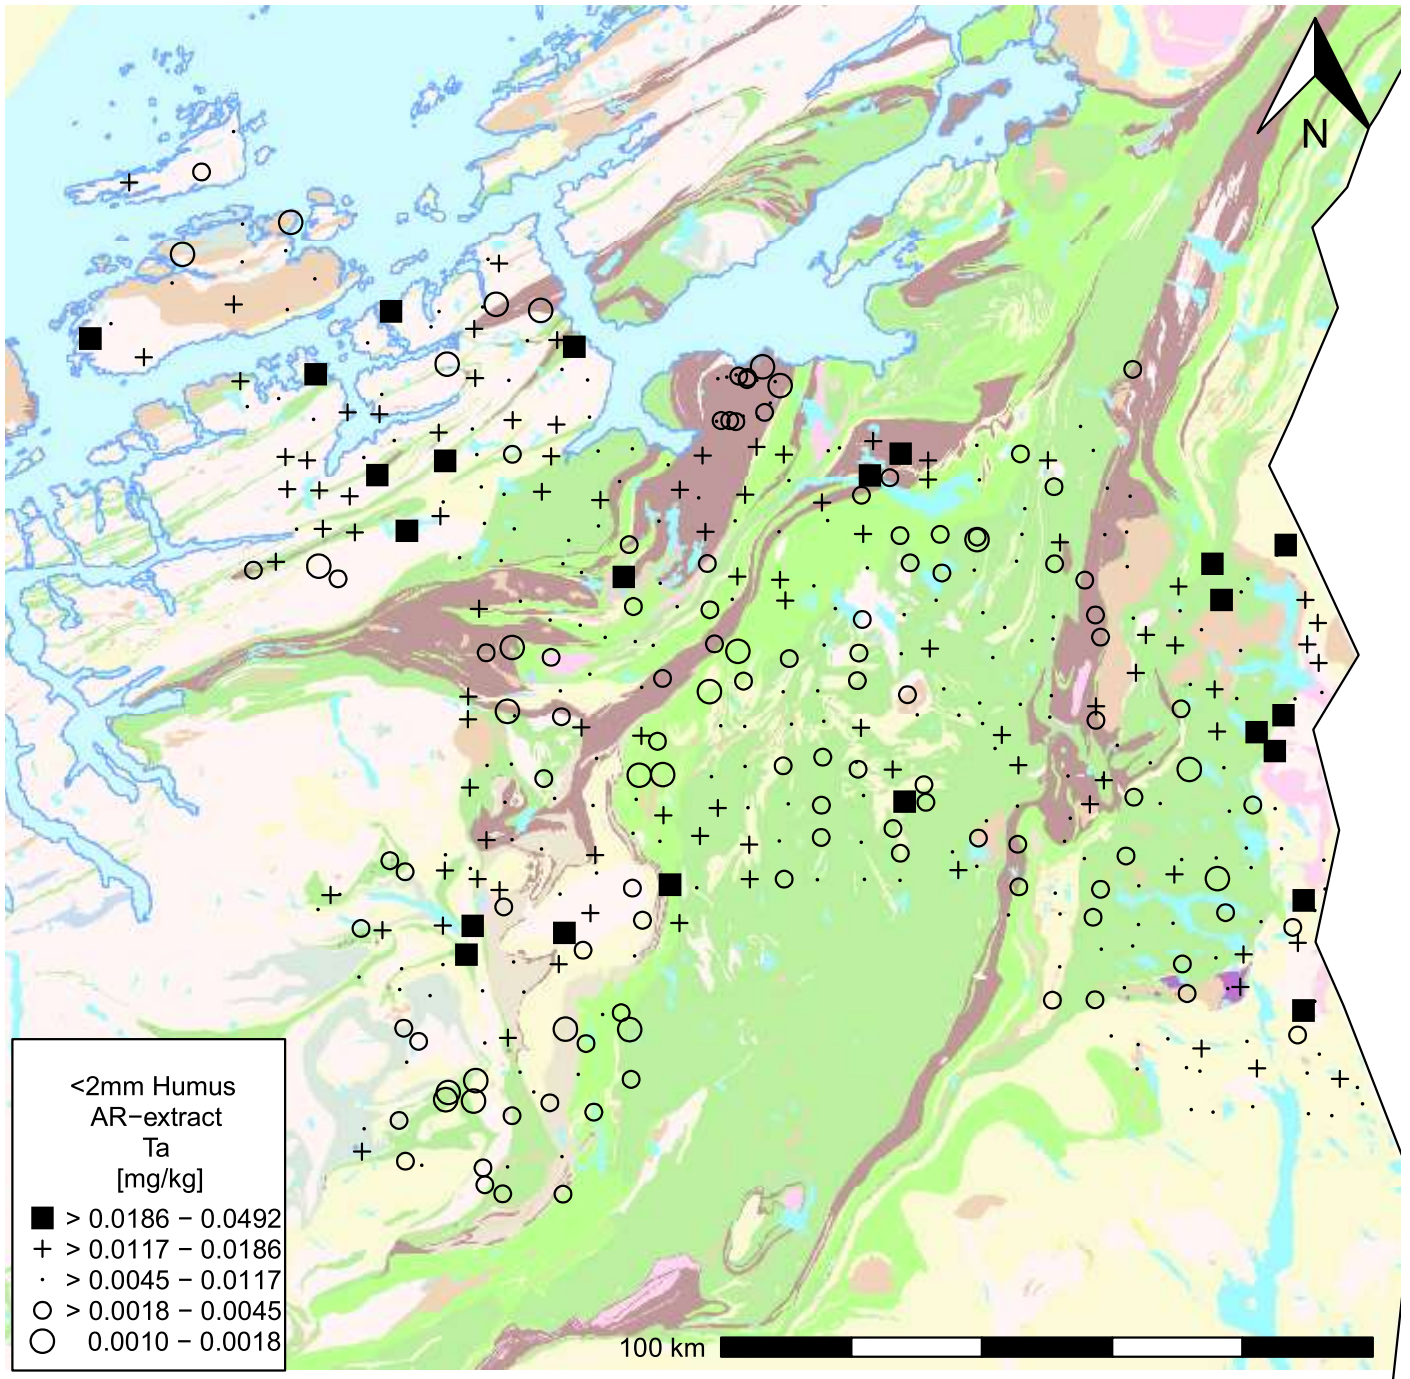 N
<2mm Humus
AR−extract
Ta
[mg/kg]
> 0.0186 − 0.0492
> 0.0117 − 0.0186
> 0.0045 − 0.0117
> 0.0018 − 0.0045
0.0010 − 0.0018
100 km